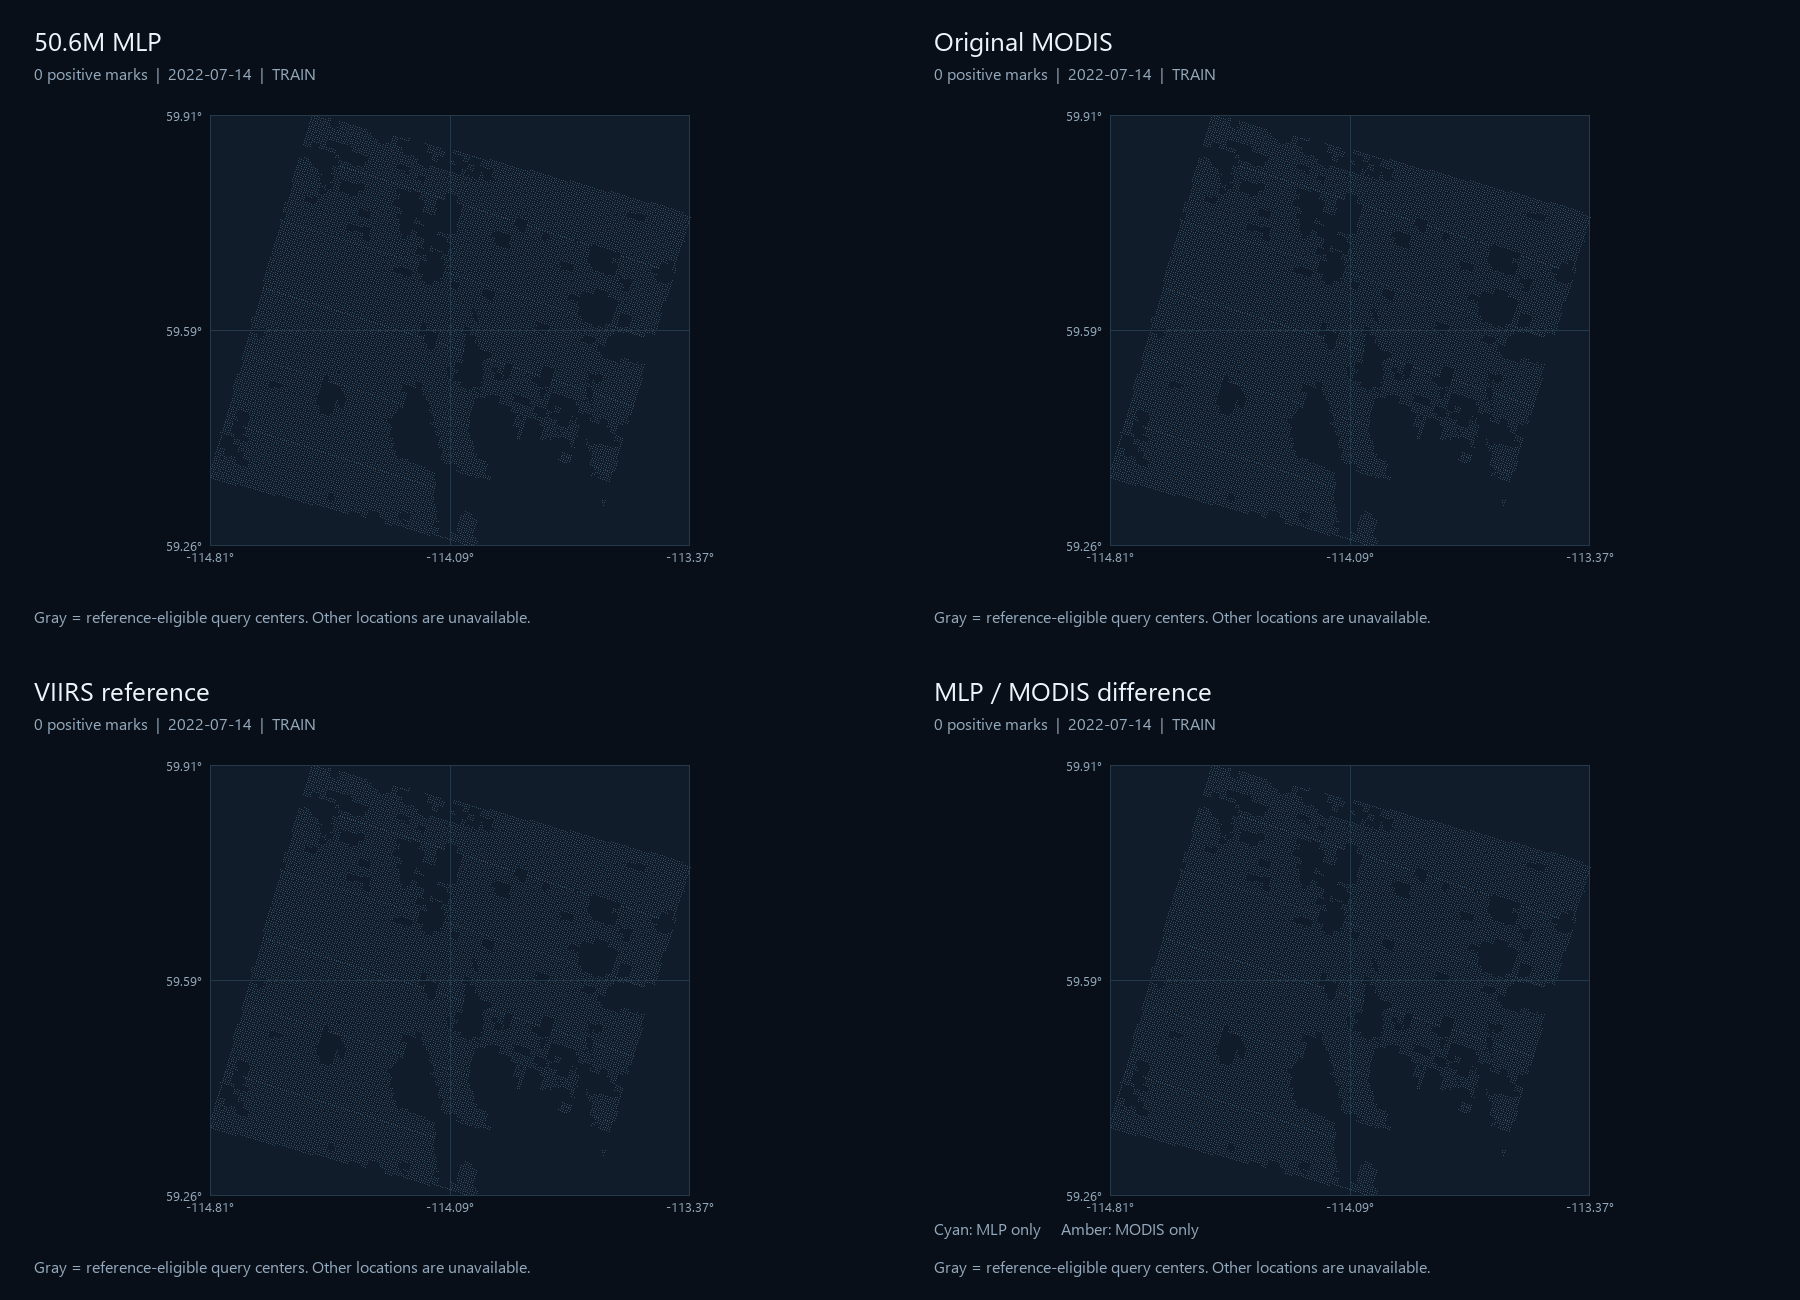 50.6M MLP
0 positive marks | 2022-07-14 | TRAIN
59.91°
59.59°
59.26°
-114.81°
-114.09°
-113.37°
Gray = reference-eligible query centers. Other locations are unavailable.
Original MODIS
0 positive marks | 2022-07-14 | TRAIN
59.91°
59.59°
59.26°
-114.81°
-114.09°
-113.37°
Gray = reference-eligible query centers. Other locations are unavailable.
VIIRS reference
0 positive marks | 2022-07-14 | TRAIN
59.91°
59.59°
59.26°
-114.81°
-114.09°
-113.37°
Gray = reference-eligible query centers. Other locations are unavailable.
MLP / MODIS difference
0 positive marks | 2022-07-14 | TRAIN
59.91°
59.59°
59.26°
-114.81°
-114.09°
-113.37°
Cyan: MLP only Amber: MODIS only
Gray = reference-eligible query centers. Other locations are unavailable.